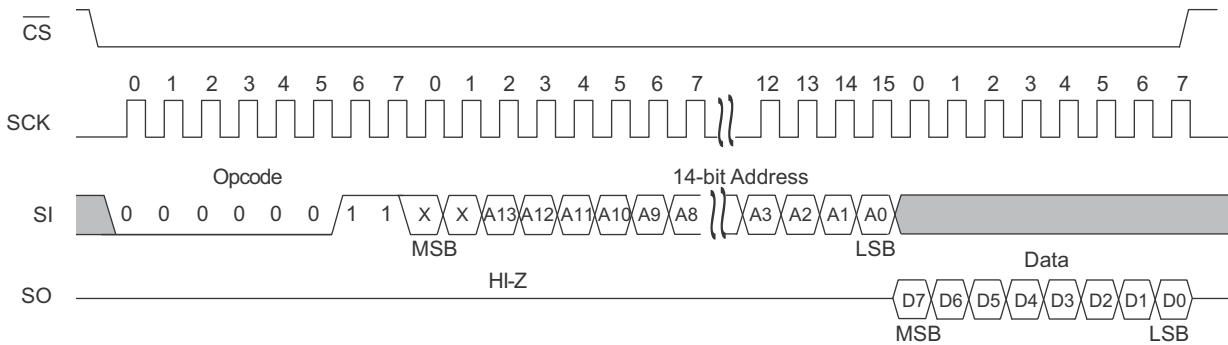 CS
0 1 2 3 4 5 6 7 0 1 2 3 4 5 6 7 12 13 14 15 0 1 2 3 4 5 6 7
SCK
Opcode 14-bit Address
SI 0 0 0 0 0 0 1 1 X X A13 A12 A11 A10 A9 A8 A3 A2 A1 A0
MSB LSB Data
HI-Z
SO D7 D6 D5 D4 D3 D2 D1 D0
MSB LSB